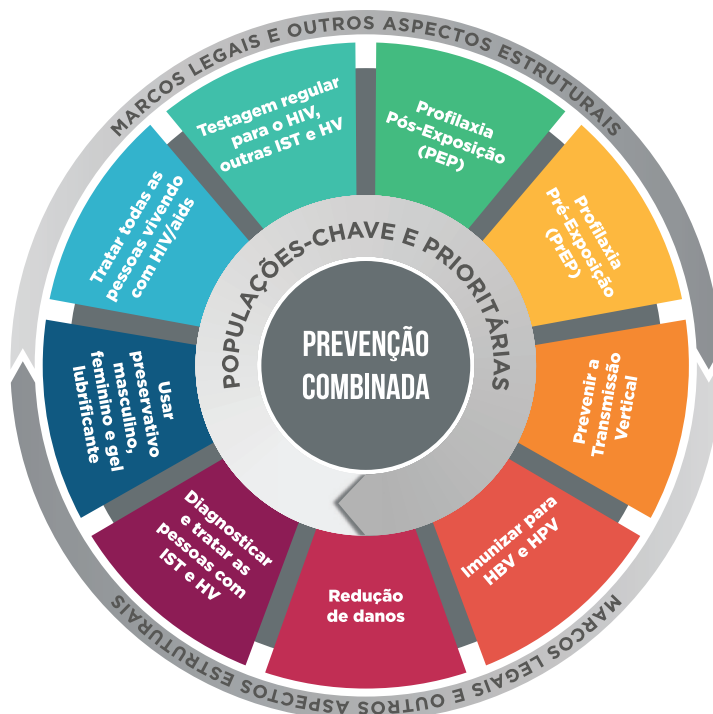 MARCOS LEGAIS E OUTROS ASPECTOS ESTRUTURAIS
Testagem regular
para o HIV,
outras IST e HV
Profilaxia
Pós-Exposição
(PEP)
Profilaxia
Pré-Exposição
(PrEP)
Prevenir a
Transmissão
Vertical
Imunizar para
HBV e HPV
Redução
de danos
Diagnosticar
e tratar as
pessoas com
IST e HV
Usar
preservativo
masculino,
feminino e gel
lubrificante
Tratar todas as
pessoas vivendo
com HIV/aids
POPULAÇÕES-CHAVE E PRIORITÁRIAS
PREVENÇÃO
COMBINADA
MARCOS LEGAIS E OUTROS ASPECTOS ESTRUTURAIS